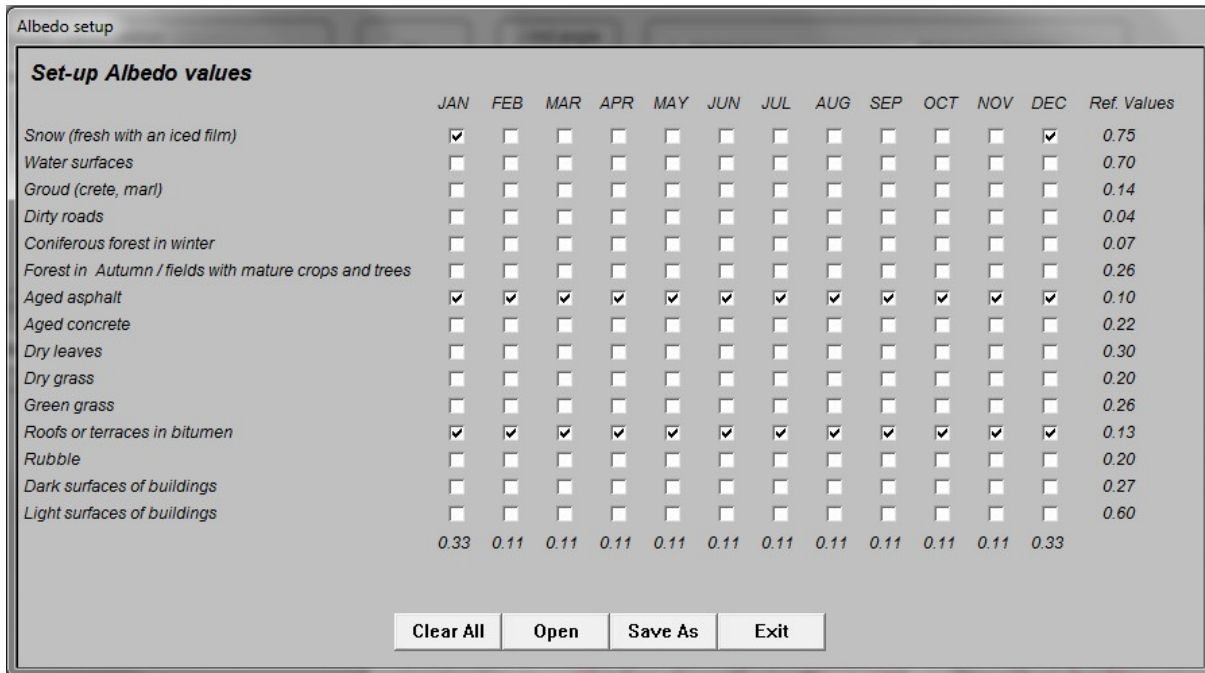 Albedo setup
Set-up Albedo values
JAN FEB MAR APR MAY JUN JUL AUG SEP OCT NOV DEC Ref. Values
Snow (fresh with an iced film) 0.75
Water surfaces 0.70
Groud (crete, marl) 0.14
Dirty roads 0.04
Coniferous forest in winter 0.07
Forest in Autumn / fields with mature crops and trees 0.26
Aged asphalt 0.10
Aged concrete 0.22
Dry leaves 0.30
Dry grass 0.20
Green grass 0.26
Roofs or terraces in bitumen 0.13
Rubble 0.20
Dark surfaces of buildings 0.27
Light surfaces of buildings 0.60
0.33 0.11 0.11 0.11 0.11 0.11 0.11 0.11 0.11 0.11 0.11 0.33
Clear All Open Save As Exit